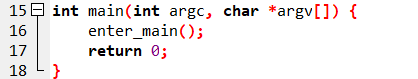 15 int main(int argc, char *argv[]) {
16     enter_main();
17     return 0;
18 }